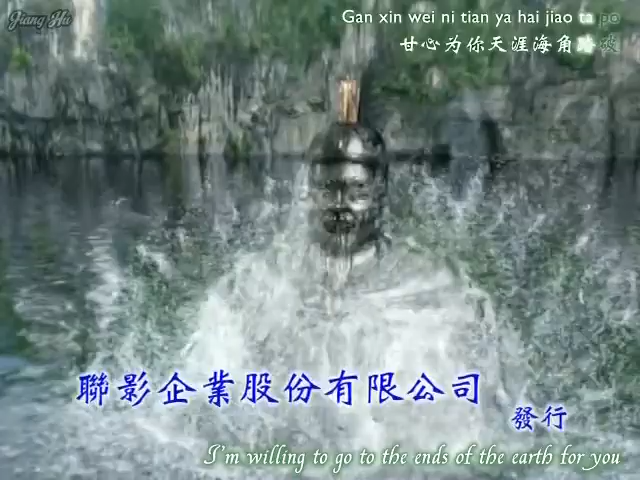 Jiang Hu
Gan xin wei ni tian ya hai jiao ta po
甘心为你天涯海角踏破
聯影企業股份有限公司
發行
I'm willing to go to the ends of the earth for you